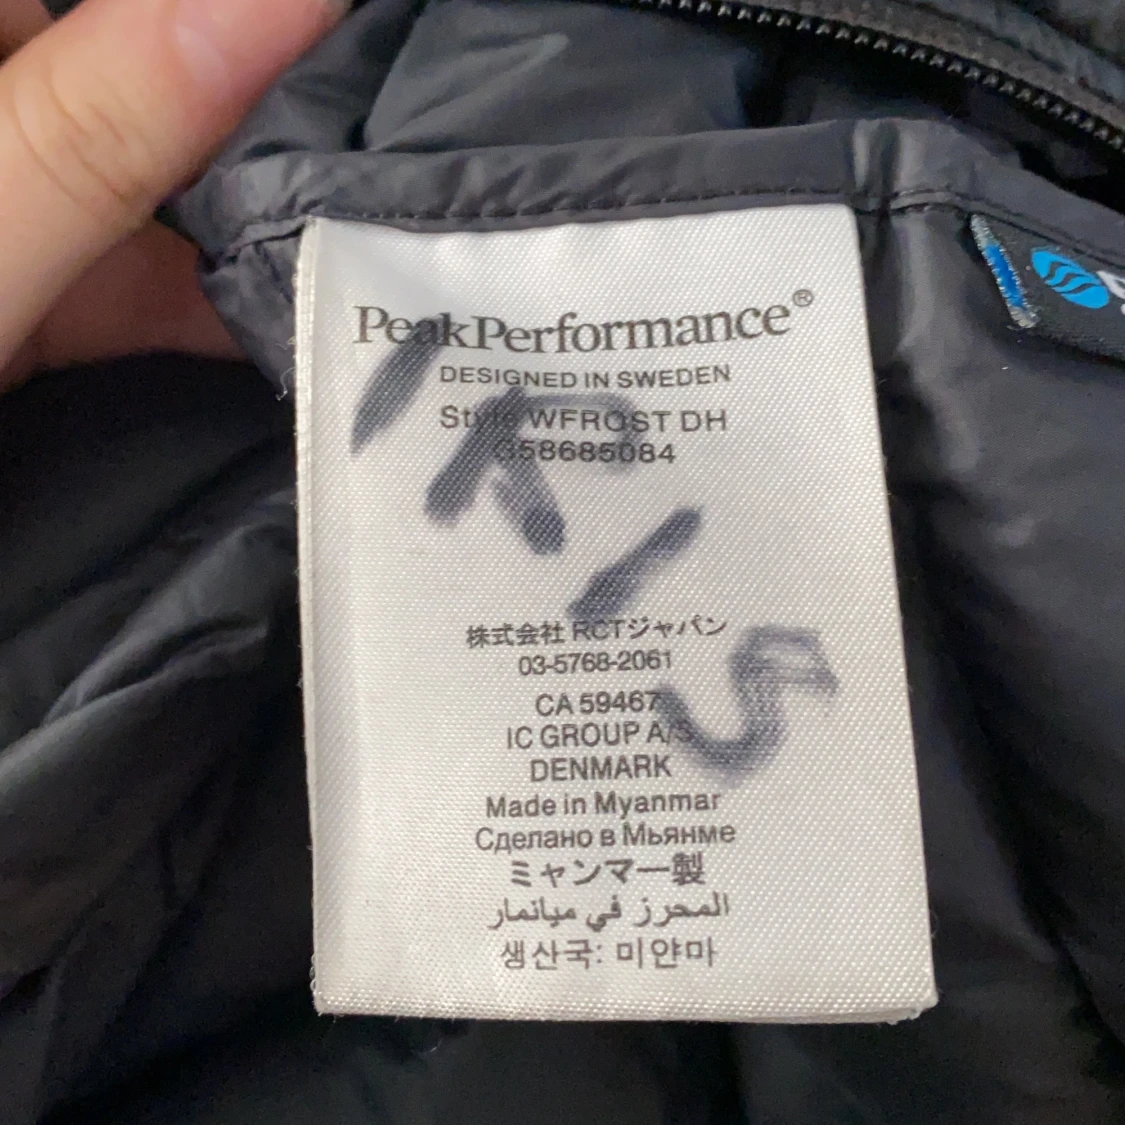 PeakPerformance®
DESIGNED IN SWEDEN
Style WFROST DH
G58685084
株式会社 RCTジャパン
03-5768-2061
CA 59467
IC GROUP A/S
DENMARK
Made in Myanmar
Сделано в Мьянме
ミャンマー製
المحرز في ميانمار
생산국: 미얀마